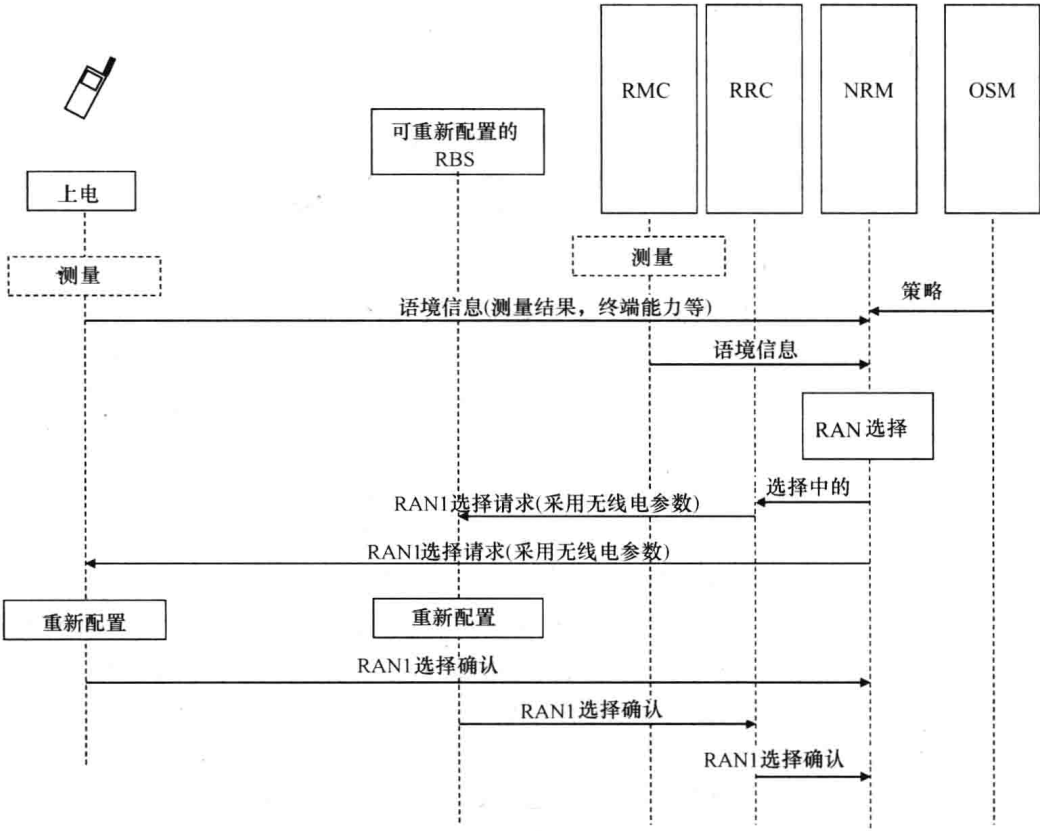 RMC
RRC
NRM
OSM
可重新配置的
RBS
上电
测量
测量
策略
语境信息(测量结果，终端能力等)
语境信息
RAN 选择
选择中的
RAN1选择请求(采用无线电参数)
RAN1选择请求(采用无线电参数)
重新配置
重新配置
RAN1选择确认
RAN1选择确认
RAN1选择确认